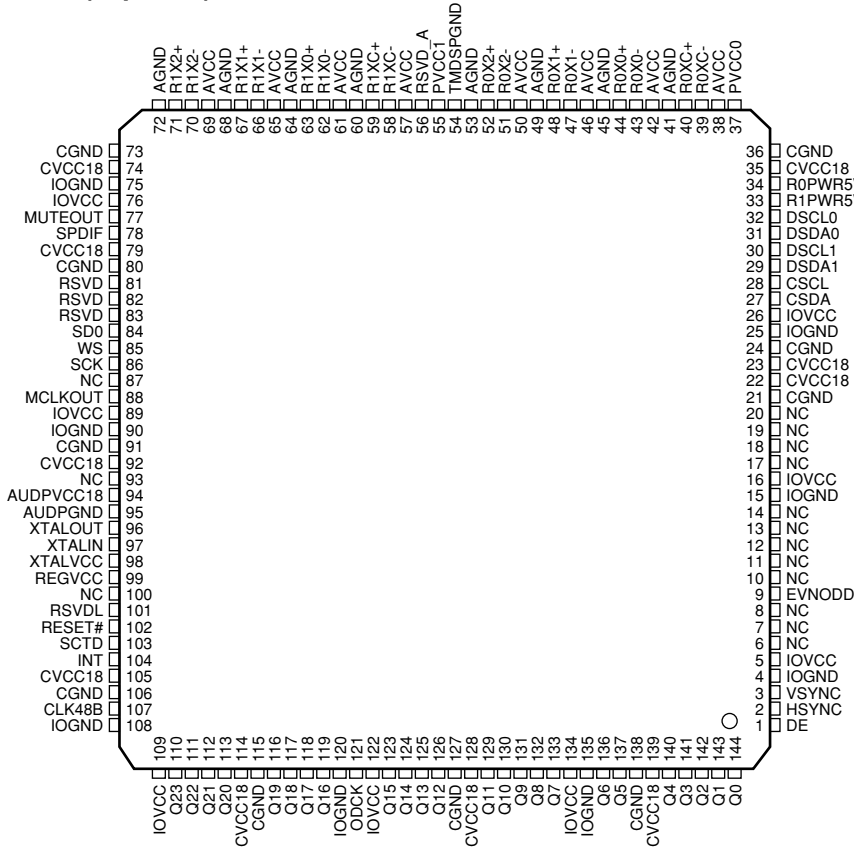 AGND
R1X2+
R1X2-
AVCC
AGND
R1X1+
R1X1-
AVCC
AGND
R1X0+
R1X0-
AVCC
AGND
R1XC+
R1XC-
AVCC
RSVD_A
PVCC1
TMDSPGND
AGND
R0X2+
R0X2-
AVCC
AGND
R0X1+
R0X1-
AVCC
AGND
R0X0+
R0X0-
AVCC
AGND
R0XC+
R0XC-
AVCC
PVCC0
72
71
70
69
68
67
66
65
64
63
62
61
60
59
58
57
56
55
54
53
52
51
50
49
48
47
46
45
44
43
42
41
40
39
38
37
CGND 73
CVCC18 74
IOGND 75
IOVCC 76
MUTEOUT 77
SPDIF 78
CVCC18 79
CGND 80
RSVD 81
RSVD 82
RSVD 83
SD0 84
WS 85
SCK 86
NC 87
MCLKOUT 88
IOVCC 89
IOGND 90
CGND 91
CVCC18 92
NC 93
AUDPVCC18 94
AUDPGND 95
XTALOUT 96
XTALIN 97
XTALVCC 98
REGVCC 99
NC 100
RSVDL 101
RESET# 102
SCTD 103
INT 104
CVCC18 105
CGND 106
CLK48B 107
IOGND 108
36 CGND
35 CVCC18
34 R0PWR5
33 R1PWR5
32 DSCL0
31 DSDA0
30 DSCL1
29 DSDA1
28 CSCL
27 CSDA
26 IOVCC
25 IOGND
24 CGND
23 CVCC18
22 CVCC18
21 CGND
20 NC
19 NC
18 NC
17 NC
16 IOVCC
15 IOGND
14 NC
13 NC
12 NC
11 NC
10 NC
9 EVNODD
8 NC
7 NC
6 NC
5 IOVCC
4 IOGND
3 VSYNC
2 HSYNC
1 DE
109
110
111
112
113
114
115
116
117
118
119
120
121
122
123
124
125
126
127
128
129
130
131
132
133
134
135
136
137
138
139
140
141
142
143
144
IOVCC
Q23
Q22
Q21
Q20
CVCC18
CGND
Q19
Q18
Q17
Q16
IOGND
ODCK
IOVCC
Q15
Q14
Q13
Q12
CGND
CVCC18
Q11
Q10
Q9
Q8
Q7
IOVCC
IOGND
Q6
Q5
CGND
CVCC18
Q4
Q3
Q2
Q1
Q0